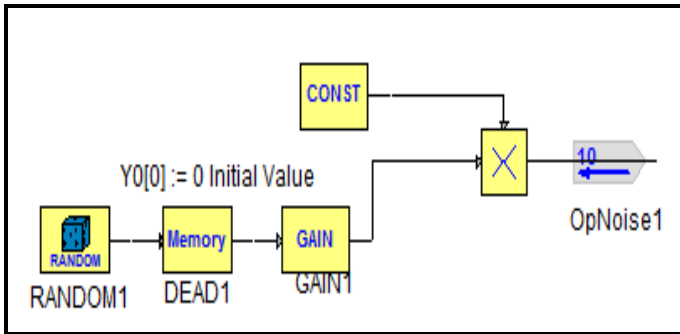 CONST
10
Y0[0] := 0 Initial Value
OpNoise1
Memory
GAIN
RANDOM
RANDOM1
DEAD1
GAIN1